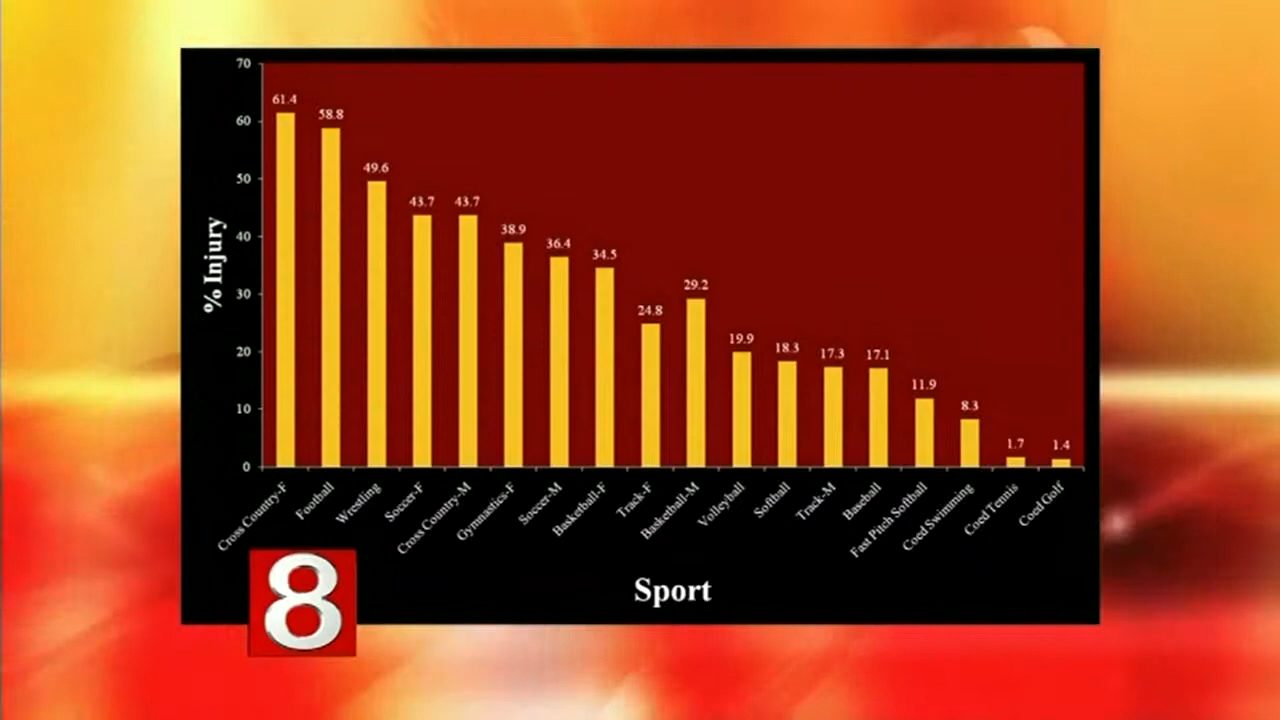 70
60
50
40
30
20
10
0
% Injury
61.4
58.8
49.6
43.7
43.7
38.9
36.4
34.5
24.8
29.2
19.9
18.3
17.3
17.1
11.9
8.3
1.7
1.4
Cross Country-F
Football
Wrestling
Soccer-F
Cross Country-M
Gymnastics-F
Soccer-M
Basketball-F
Track-F
Basketball-M
Volleyball
Softball
Track-M
Baseball
Fast Pitch Softball
Coed Swimming
Coed Tennis
Coed Golf
Sport
8